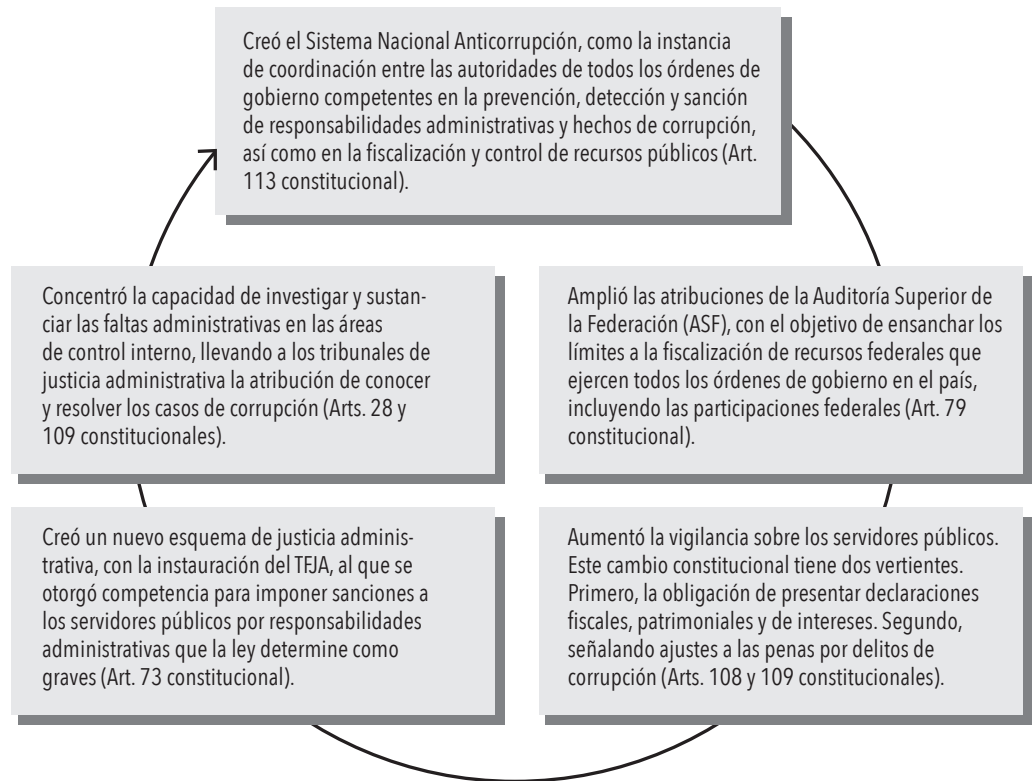 Creó el Sistema Nacional Anticorrupción, como la instancia
de coordinación entre las autoridades de todos los órdenes de
gobierno competentes en la prevención, detección y sanción
de responsabilidades administrativas y hechos de corrupción,
así como en la fiscalización y control de recursos públicos (Art.
113 constitucional).
Amplió las atribuciones de la Auditoría Superior de
la Federación (ASF), con el objetivo de ensanchar los
límites a la fiscalización de recursos federales que
ejercen todos los órdenes de gobierno en el país,
incluyendo las participaciones federales (Art. 79
constitucional).
Aumentó la vigilancia sobre los servidores públicos.
Este cambio constitucional tiene dos vertientes.
Primero, la obligación de presentar declaraciones
fiscales, patrimoniales y de intereses. Segundo,
señalando ajustes a las penas por delitos de
corrupción (Arts. 108 y 109 constitucionales).
Creó un nuevo esquema de justicia adminis-
trativa, con la instauración del TFJA, al que se
otorgó competencia para imponer sanciones a
los servidores públicos por responsabilidades
administrativas que la ley determine como
graves (Art. 73 constitucional).
Concentró la capacidad de investigar y sustan-
ciar las faltas administrativas en las áreas
de control interno, llevando a los tribunales de
justicia administrativa la atribución de conocer
y resolver los casos de corrupción (Arts. 28 y
109 constitucionales).